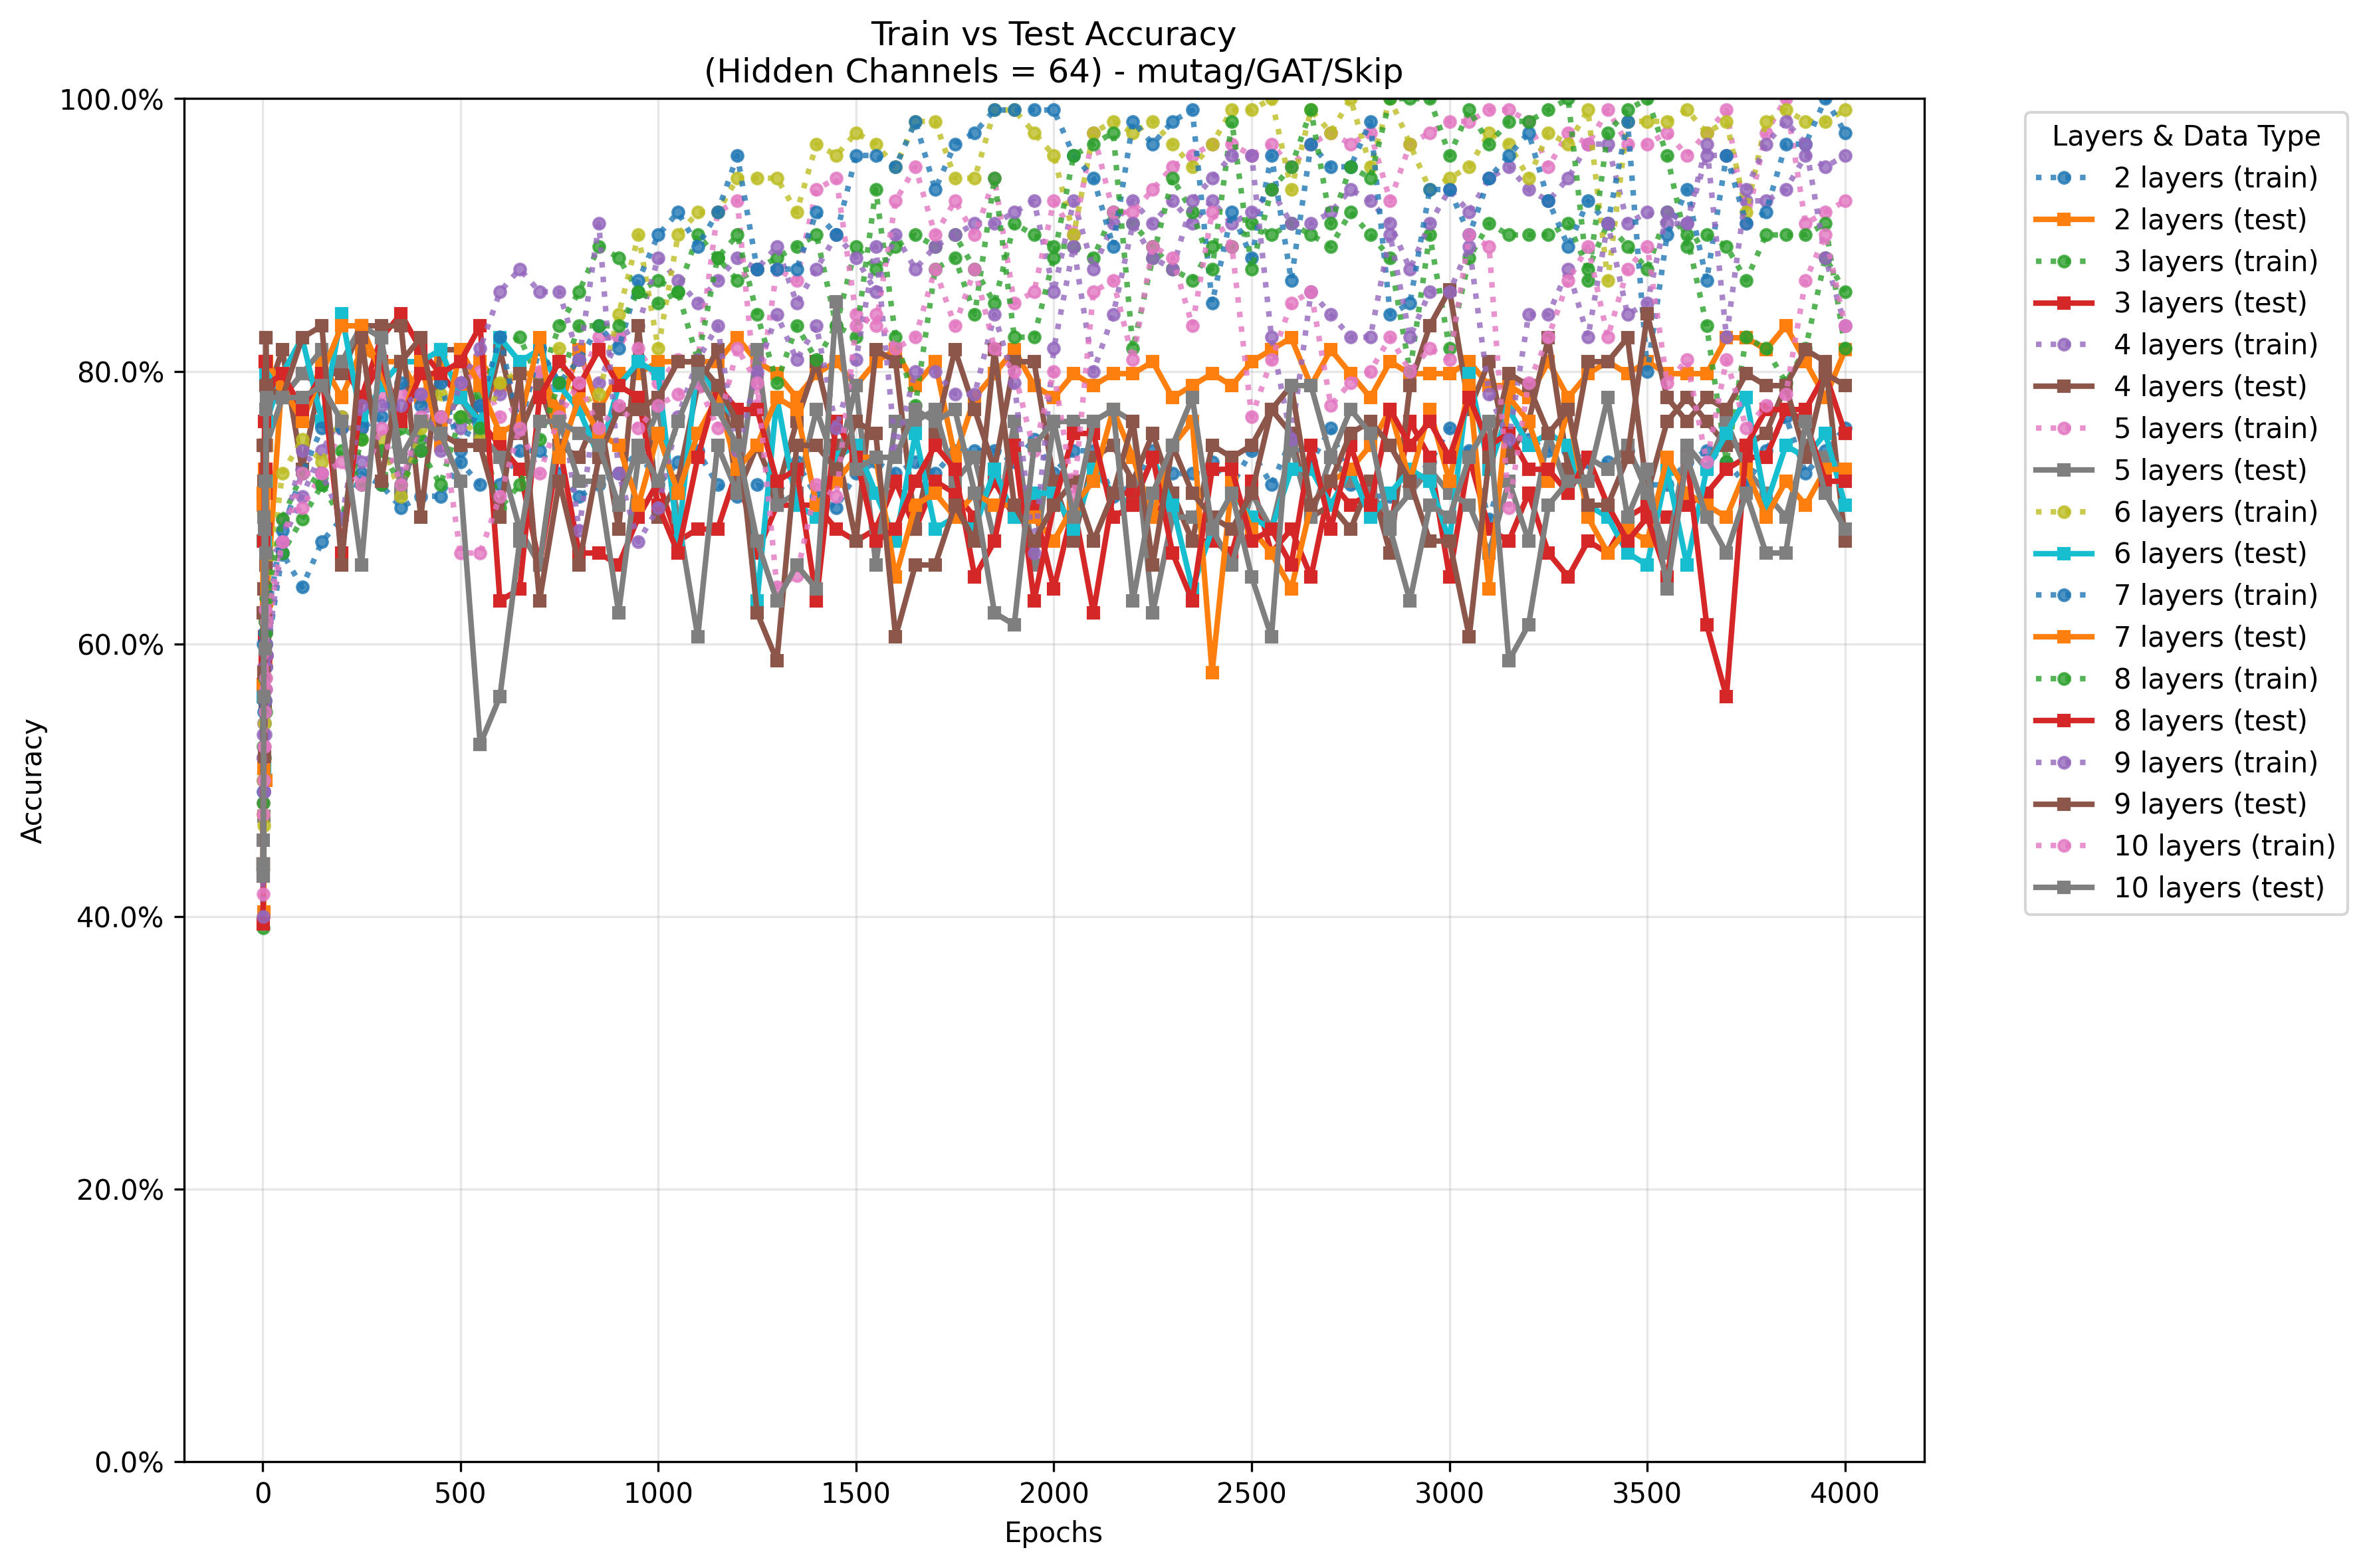 Train vs Test Accuracy
(Hidden Channels = 64) - mutag/GAT/Skip
100.0%
80.0%
60.0%
40.0%
20.0%
0.0%
Accuracy
0
500
1000
1500
2000
2500
3000
3500
4000
Epochs
Layers & Data Type
2 layers (train)
2 layers (test)
3 layers (train)
3 layers (test)
4 layers (train)
4 layers (test)
5 layers (train)
5 layers (test)
6 layers (train)
6 layers (test)
7 layers (train)
7 layers (test)
8 layers (train)
8 layers (test)
9 layers (train)
9 layers (test)
10 layers (train)
10 layers (test)